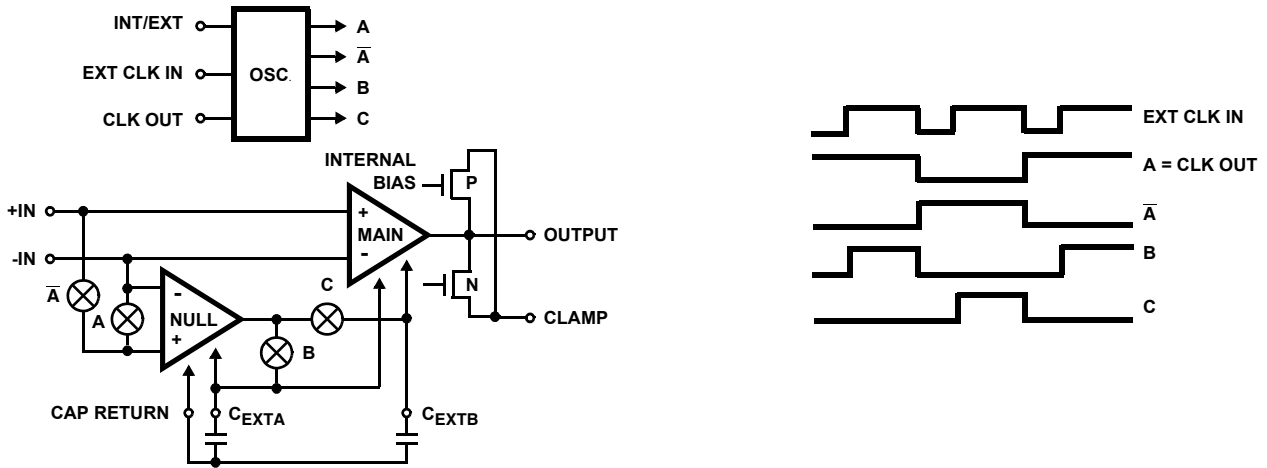 INT/EXT
EXT CLK IN
CLK OUT
OSC.
A
A̅
B
C
INTERNAL
BIAS
P
+IN
-IN
+
MAIN
-
OUTPUT
N
CLAMP
A̅
A
-
NULL
+
C
B
CAP RETURN
CEXTA
CEXTB
EXT CLK IN
A = CLK OUT
A̅
B
C